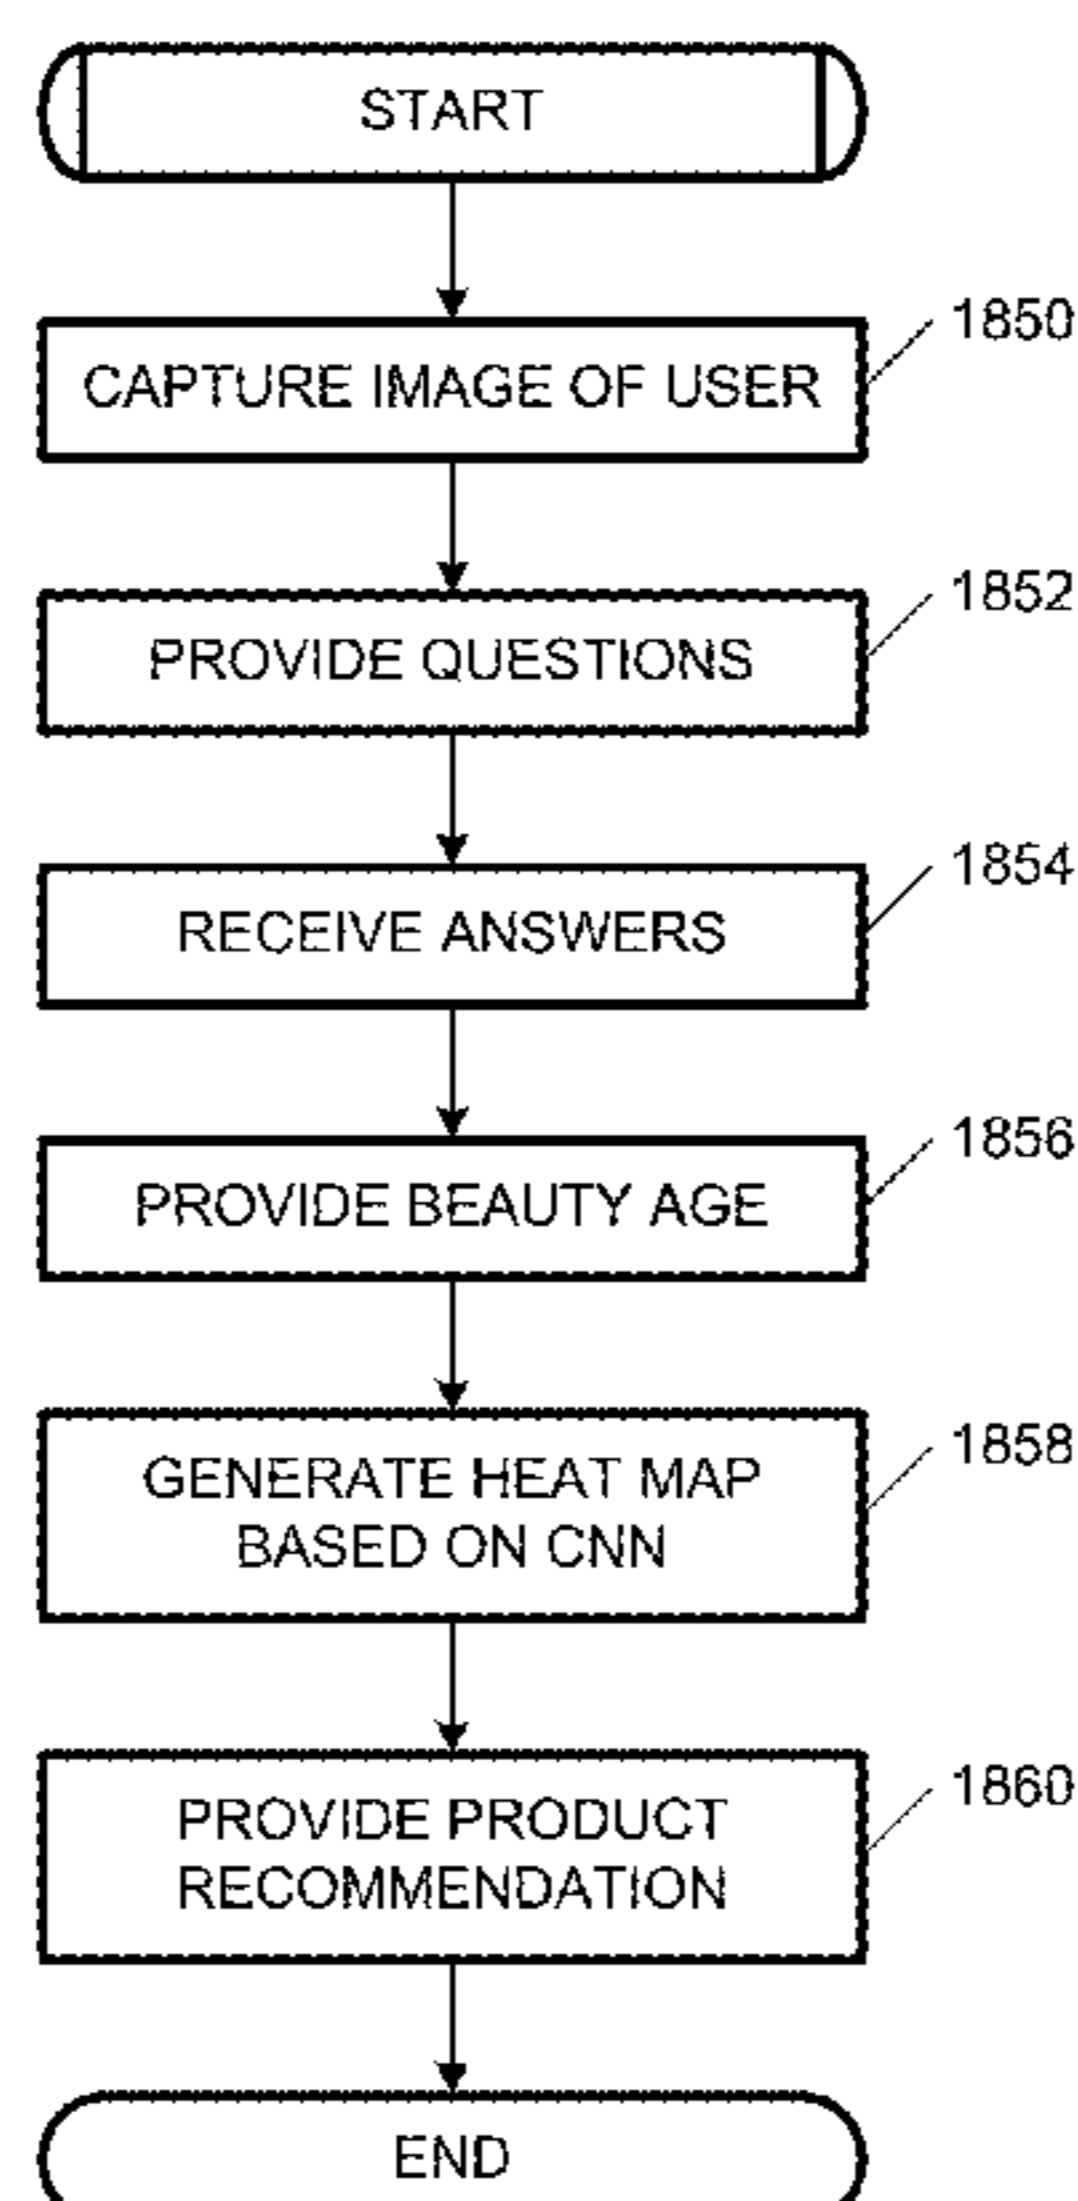 START
1850
CAPTURE IMAGE OF USER
1852
PROVIDE QUESTIONS
1854
RECEIVE ANSWERS
1856
PROVIDE BEAUTY AGE
1858
GENERATE HEAT MAP
BASED ON CNN
1860
PROVIDE PRODUCT
RECOMMENDATION
END